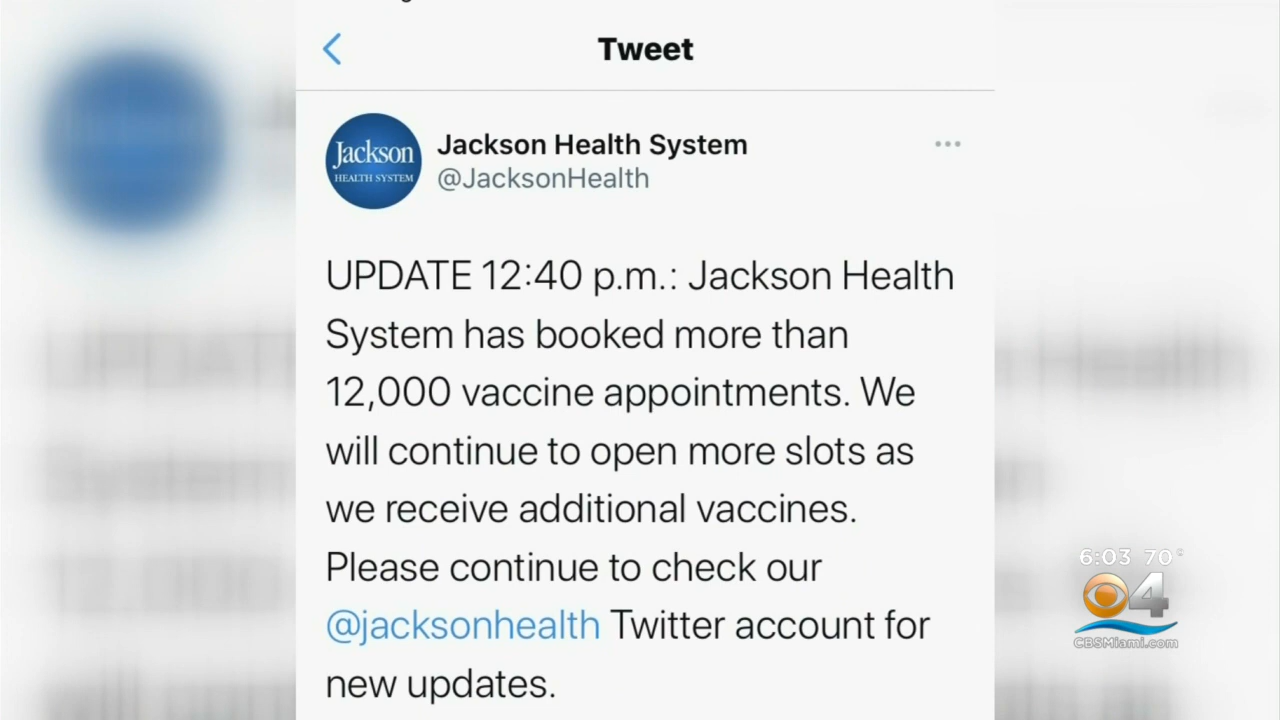 Tweet
Jackson
HEALTH SYSTEM
Jackson Health System
@JacksonHealth
UPDATE 12:40 p.m.: Jackson Health
System has booked more than
12,000 vaccine appointments. We
will continue to open more slots as
we receive additional vaccines.
Please continue to check our
@jacksonhealth Twitter account for
new updates.
6:03 70°
4
CBSMiami.com